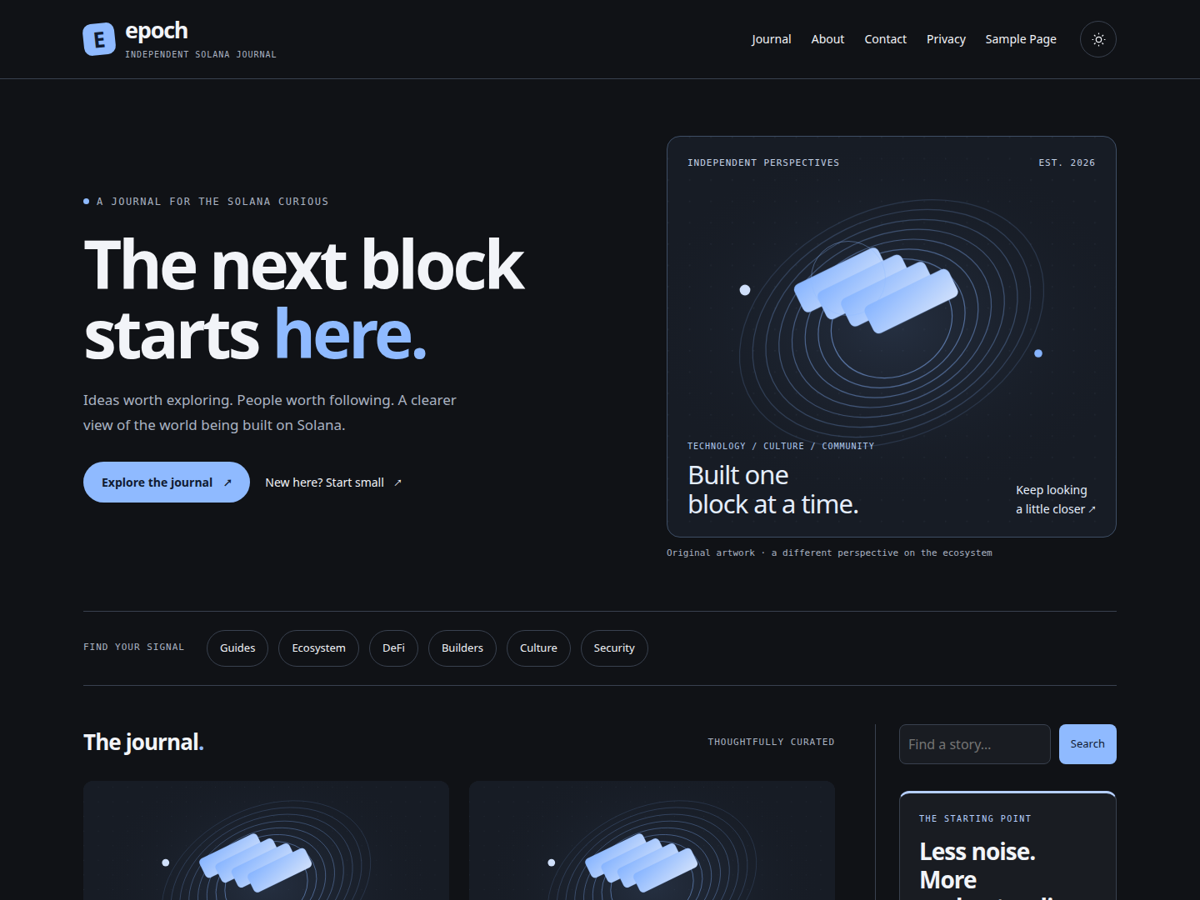 E
epoch
INDEPENDENT SOLANA JOURNAL
Journal
About
Contact
Privacy
Sample Page
A JOURNAL FOR THE SOLANA CURIOUS
The next block
starts here.
Ideas worth exploring. People worth following. A clearer
view of the world being built on Solana.
Explore the journal ↗
New here? Start small ↗
INDEPENDENT PERSPECTIVES
EST. 2026
TECHNOLOGY / CULTURE / COMMUNITY
Built one
block at a time.
Keep looking
a little closer ↗
Original artwork · a different perspective on the ecosystem
FIND YOUR SIGNAL
Guides
Ecosystem
DeFi
Builders
Culture
Security
The journal.
THOUGHTFULLY CURATED
Find a story...
Search
THE STARTING POINT
Less noise.
More